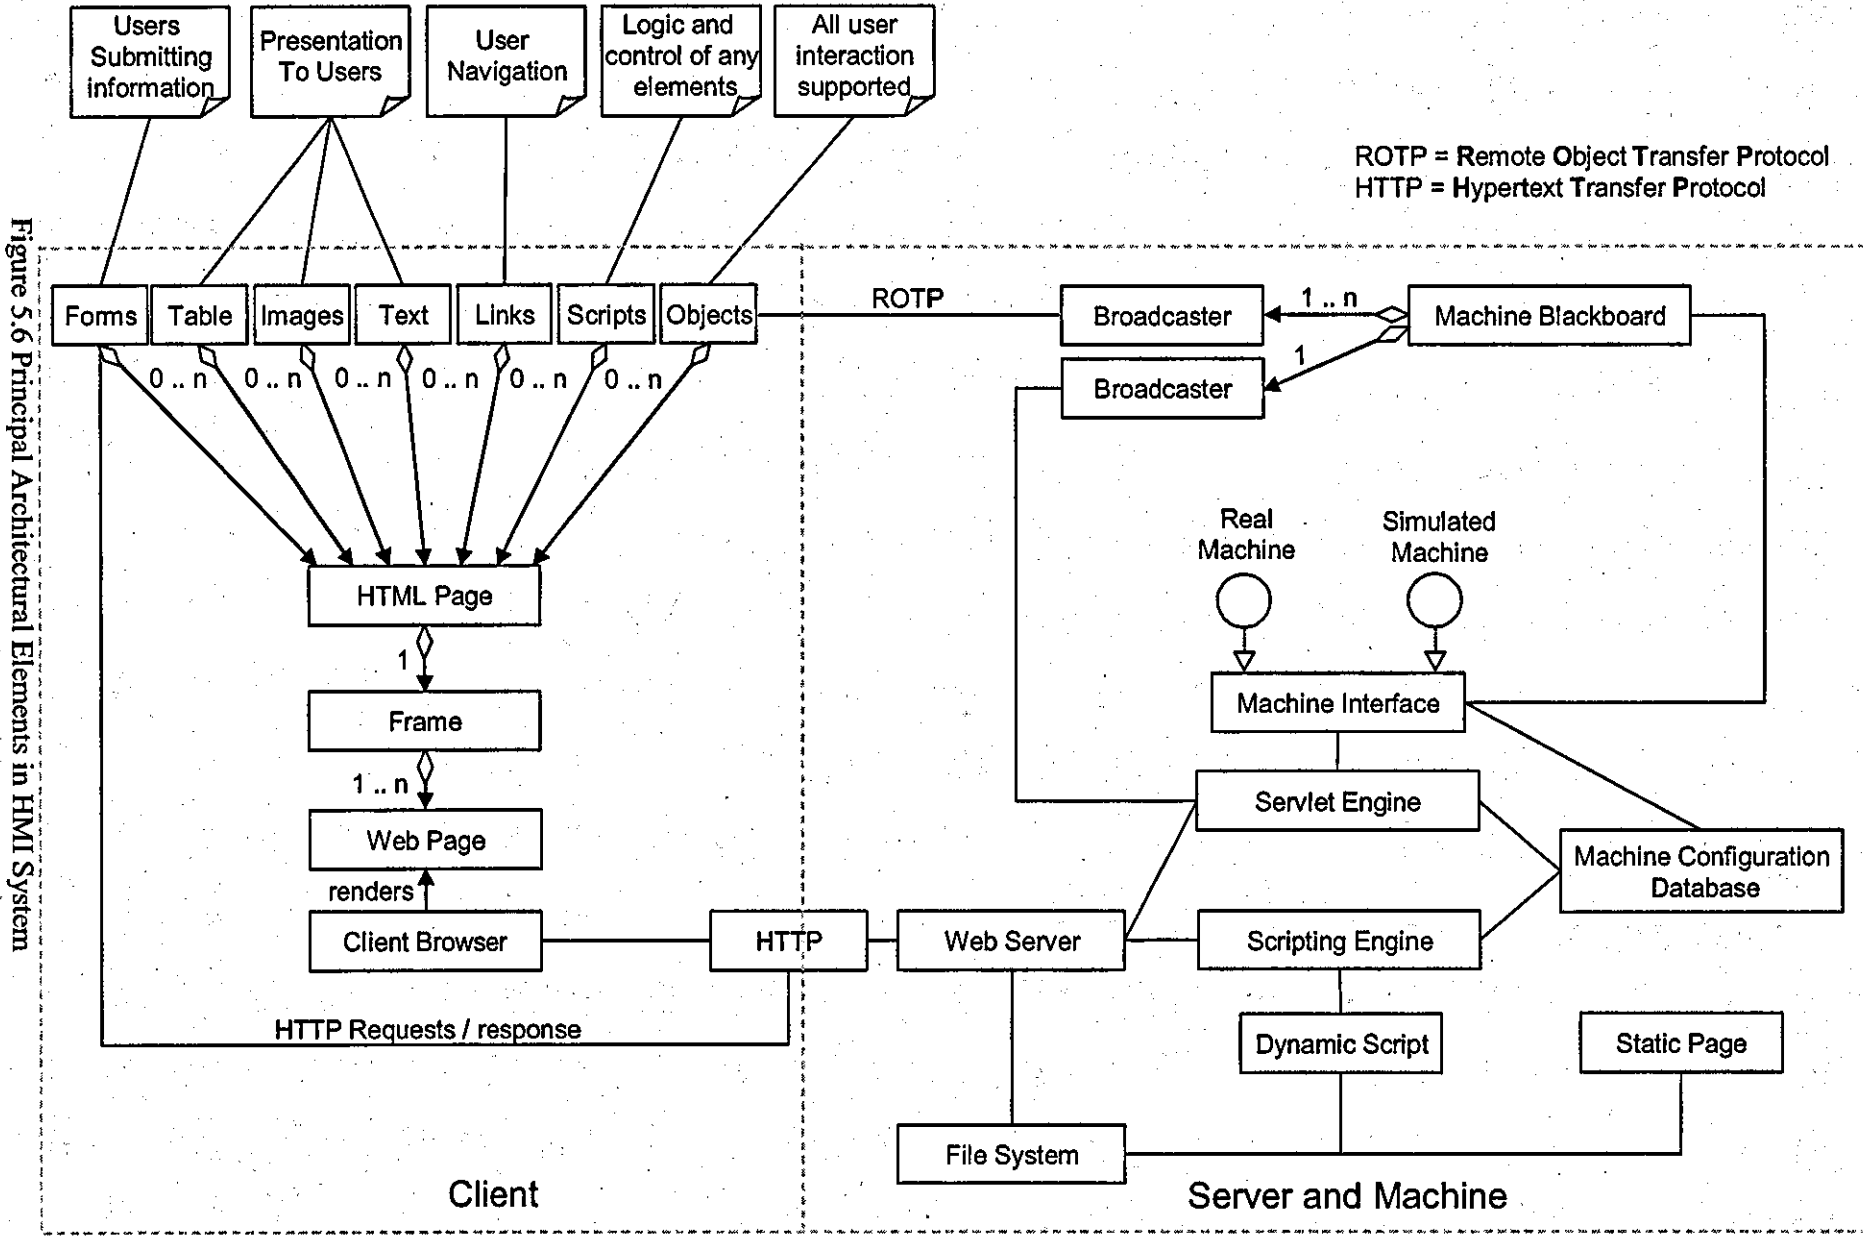 Users
Submitting
information
Presentation
To Users
User
Navigation
Logic and
control of any
elements
All user
interaction
supported
ROTP = Remote Object Transfer Protocol
HTTP = Hypertext Transfer Protocol
Forms
Table
Images
Text
Links
Scripts
Objects
ROTP
Broadcaster
1 .. n
Machine Blackboard
1
Broadcaster
0 .. n
0 .. n
0 .. n
0 .. n
0 .. n
0 .. n
Real
Machine
Simulated
Machine
HTML Page
1
Frame
Machine Interface
1 .. n
Servlet Engine
Web Page
Machine Configuration
Database
renders
Client Browser
HTTP
Web Server
Scripting Engine
HTTP Requests / response
Dynamic Script
Static Page
File System
Client
Server and Machine
Figure 5.6 Principal Architectural Elements in HMI System